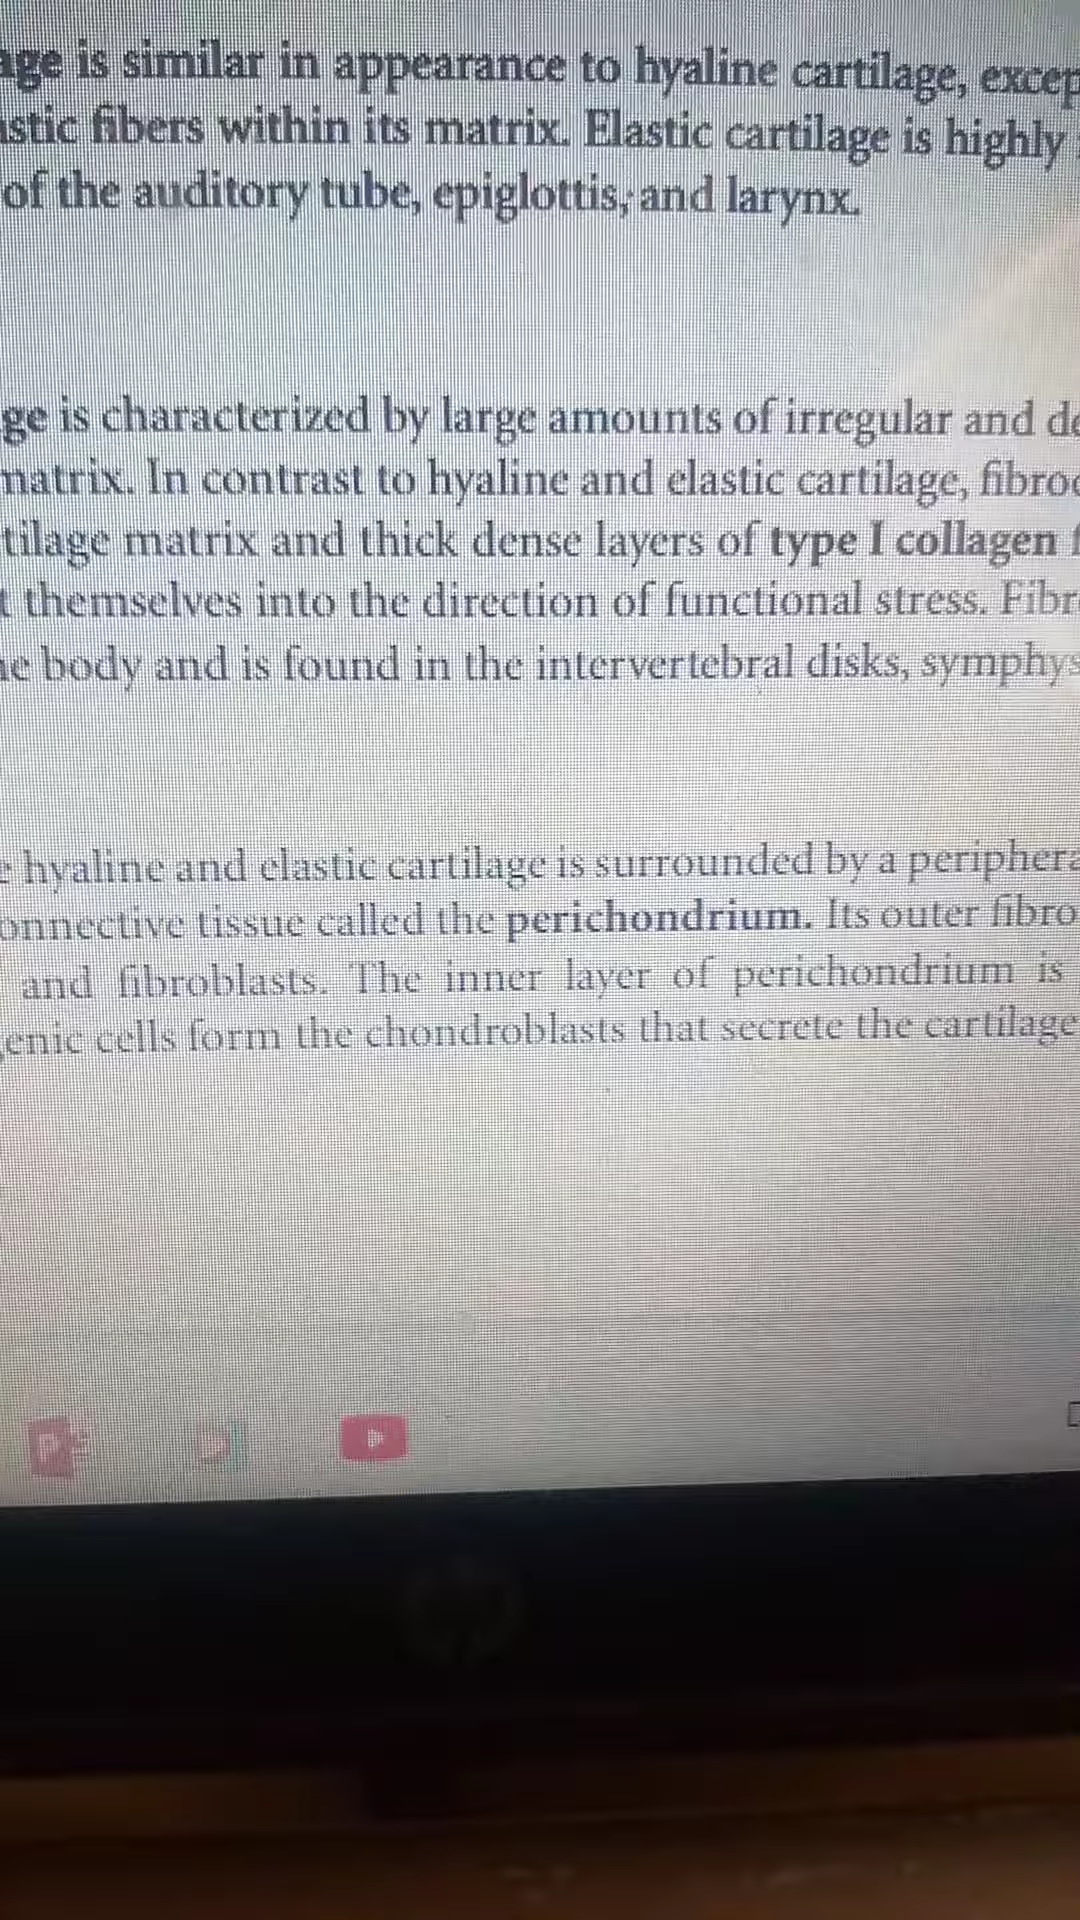 age is similar in appearance to hyaline cartilage, excep
astic fibers within its matrix. Elastic cartilage is highly
of the auditory tube, epiglottis, and larynx.
ge is characterized by large amounts of irregular and de
matrix. In contrast to hyaline and elastic cartilage, fibroc
tilage matrix and thick dense layers of type I collagen f
t themselves into the direction of functional stress. Fibr
he body and is found in the intervertebral disks, symphys
e hyaline and elastic cartilage is surrounded by a periphera
onnective tissue called the perichondrium. Its outer fibro
and fibroblasts. The inner layer of perichondrium is
enic cells form the chondroblasts that secrete the cartilage